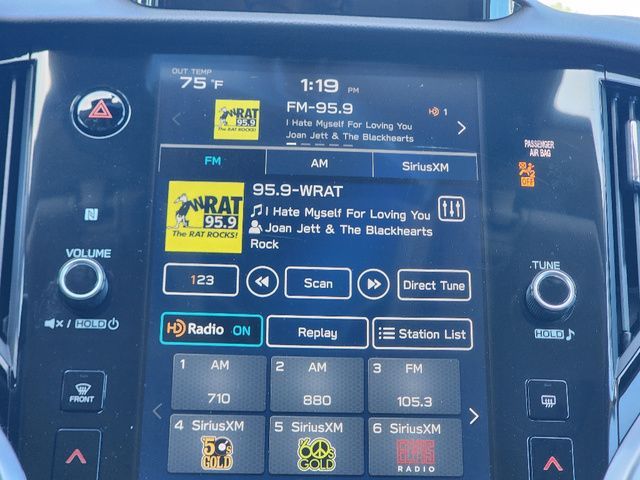 OUT TEMP
75 °F
1:19 PM
FM-95.9
HD 1
WRAT
95.9
The RAT ROCKS!
I Hate Myself For Loving You
Joan Jett & The Blackhearts
FM
AM
SiriusXM
PASSENGER
AIR BAG
OFF
WRAT
95.9
The RAT ROCKS!
95.9-WRAT
I Hate Myself For Loving You
Joan Jett & The Blackhearts
Rock
N
VOLUME
TUNE
123
Scan
Direct Tune
HOLD
HOLD
HD Radio ON
Replay
Station List
1 AM
710
2 AM
880
3 FM
105.3
FRONT
4 SiriusXM
50s
GOLD
5 SiriusXM
60s
GOLD
6 SiriusXM
ELVIS
RADIO